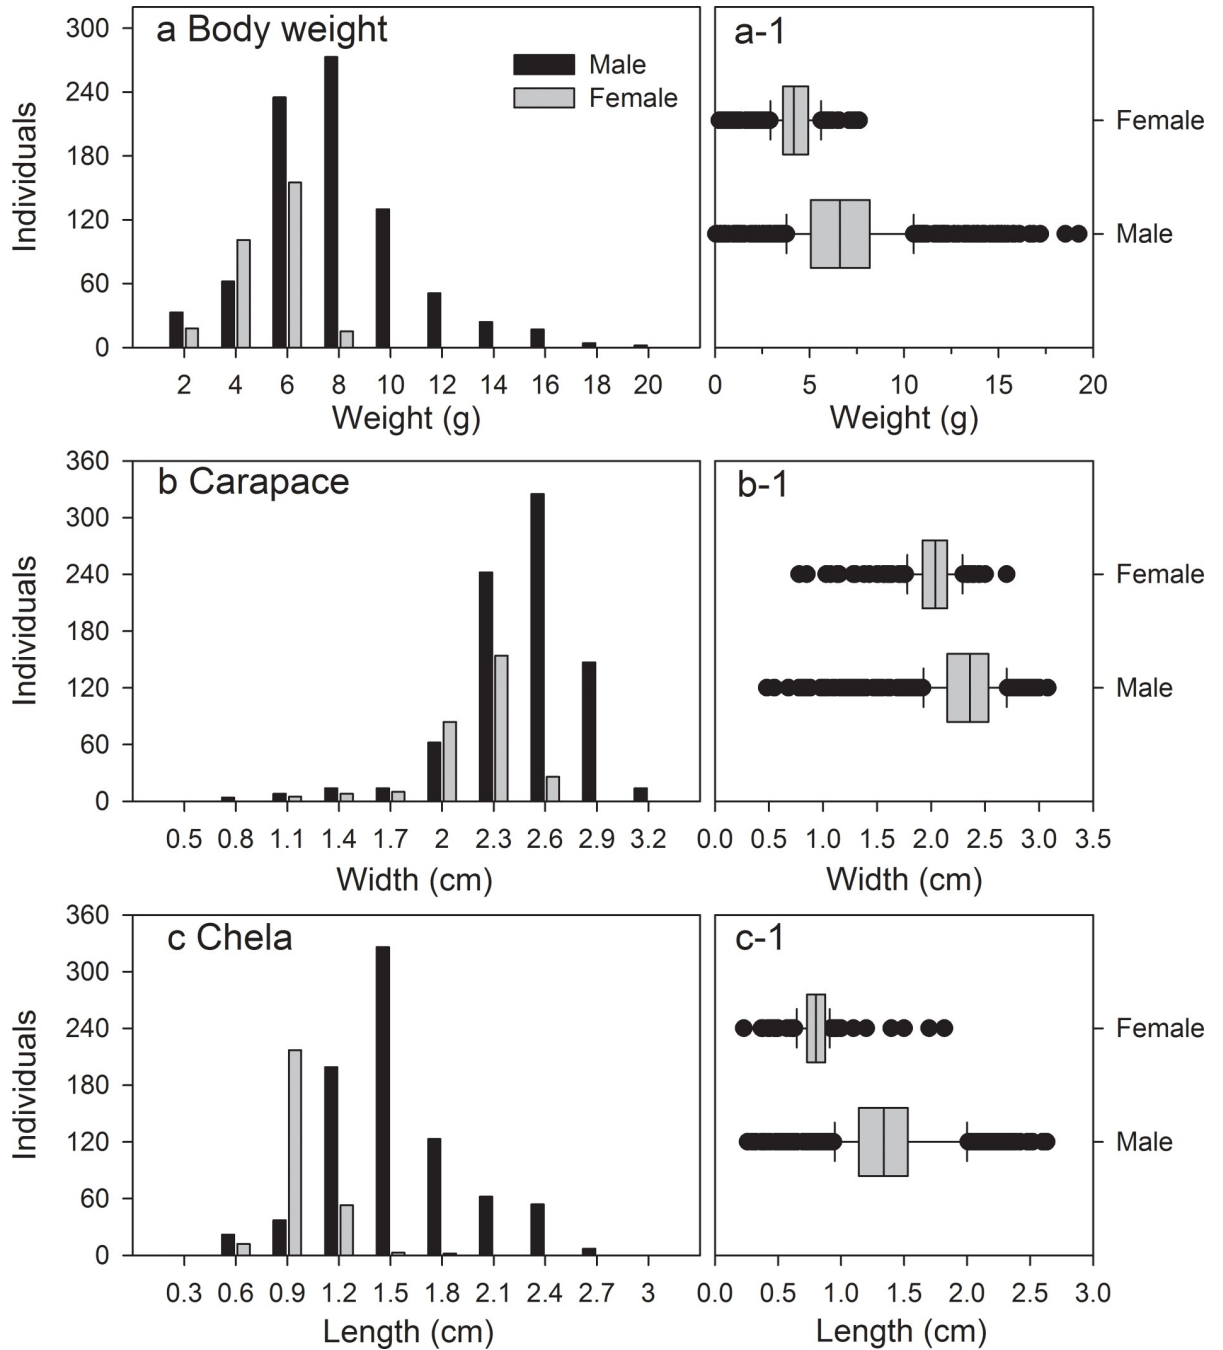 a Body weight
Male
Female
Individuals
300
240
180
120
60
0
2 4 6 8 10 12 14 16 18 20
Weight (g)
a-1
Female
Male
0 5 10 15 20
Weight (g)
b Carapace
Individuals
360
300
240
180
120
60
0
0.5 0.8 1.1 1.4 1.7 2 2.3 2.6 2.9 3.2
Width (cm)
b-1
Female
Male
0.0 0.5 1.0 1.5 2.0 2.5 3.0 3.5
Width (cm)
c Chela
Individuals
360
300
240
180
120
60
0
0.3 0.6 0.9 1.2 1.5 1.8 2.1 2.4 2.7 3
Length (cm)
c-1
Female
Male
0.0 0.5 1.0 1.5 2.0 2.5 3.0
Length (cm)